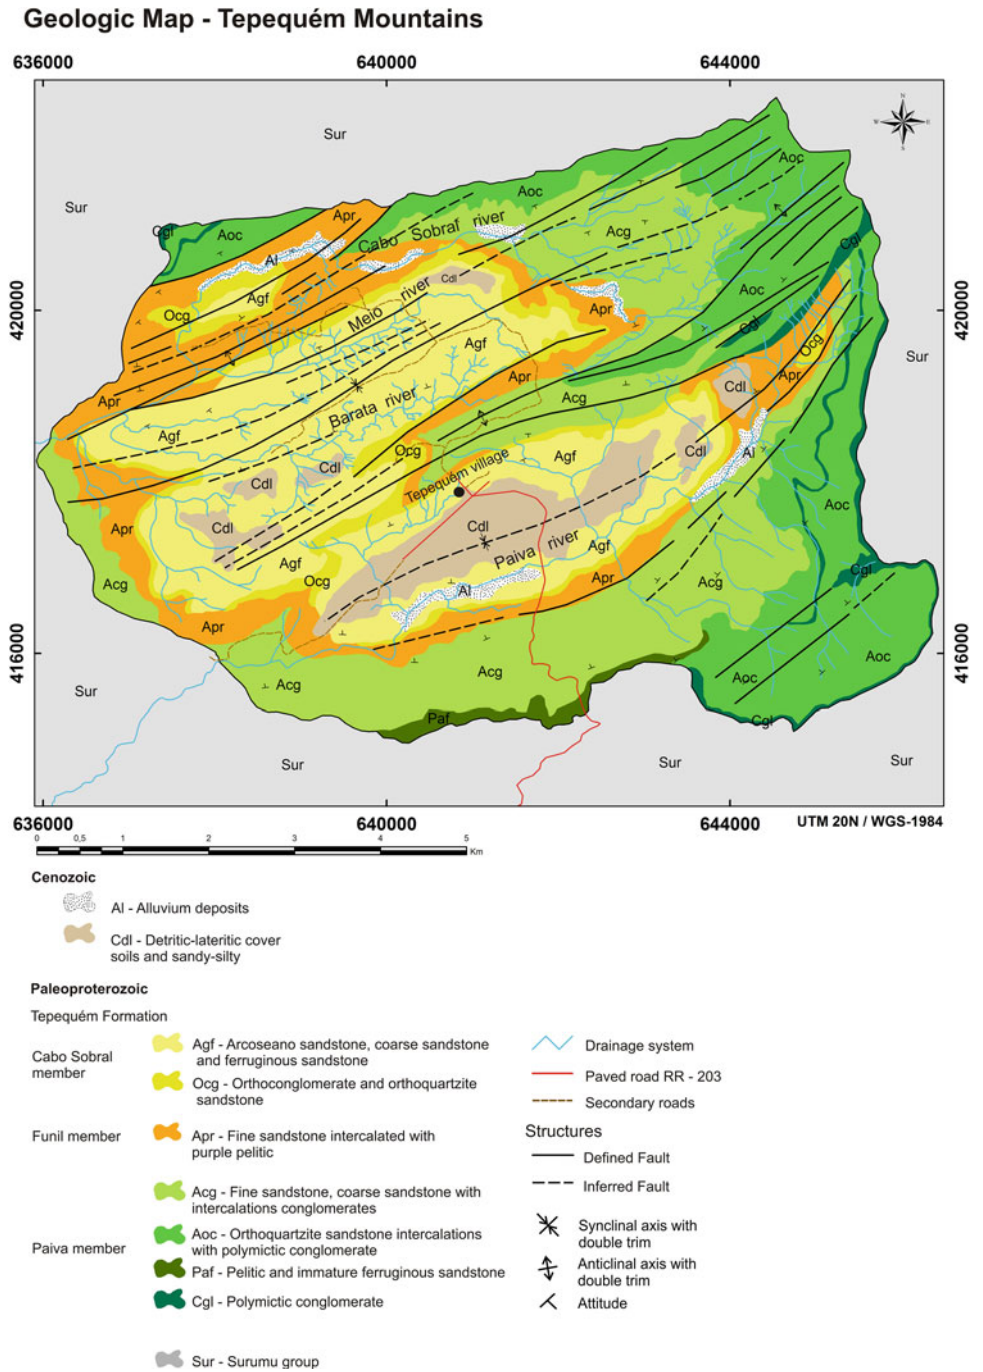 Geologic Map - Tepequém Mountains
636000
640000
644000
N
W
E
S
Sur
Sur
Aoc
Aoc
Apr
Cgl
Aoc
Cabo Sobral river
Acg
Cgl
Al
Cdl
Agf
Meio river
Aoc
420000
420000
Ocg
Apr
Cgl
Agf
Ocg
Sur
Apr
Apr
Cdl
Apr
Barata river
Acg
Agf
Ocg
Agf
Cdl
Al
Cdl
Tepequém village
Cdl
Aoc
Apr
Cdl
Cdl
Paiva river
Agf
Agf
Cgl
Acg
Ocg
Al
Apr
Acg
Apr
416000
416000
Aoc
Acg
Aoc
Sur
Acg
Paf
Cgl
Sur
Sur
Sur
636000
640000
644000
UTM 20N / WGS-1984
0 0,5 1 2 3 4 5
Km
Cenozoic
Al - Alluvium deposits
Cdl - Detritic-lateritic cover
soils and sandy-silty
Paleoproterozoic
Tepequém Formation
Cabo Sobral
member
Agf - Arcoseano sandstone, coarse sandstone
and ferruginous sandstone
Ocg - Orthoconglomerate and orthoquartzite
sandstone
Funil member
Apr - Fine sandstone intercalated with
purple pelitic
Acg - Fine sandstone, coarse sandstone with
intercalations conglomerates
Paiva member
Aoc - Orthoquartzite sandstone intercalations
with polymictic conglomerate
Paf - Pelitic and immature ferruginous sandstone
Cgl - Polymictic conglomerate
Sur - Surumu group
Drainage system
Paved road RR - 203
Secondary roads
Structures
Defined Fault
Inferred Fault
Synclinal axis with
double trim
Anticlinal axis with
double trim
Attitude